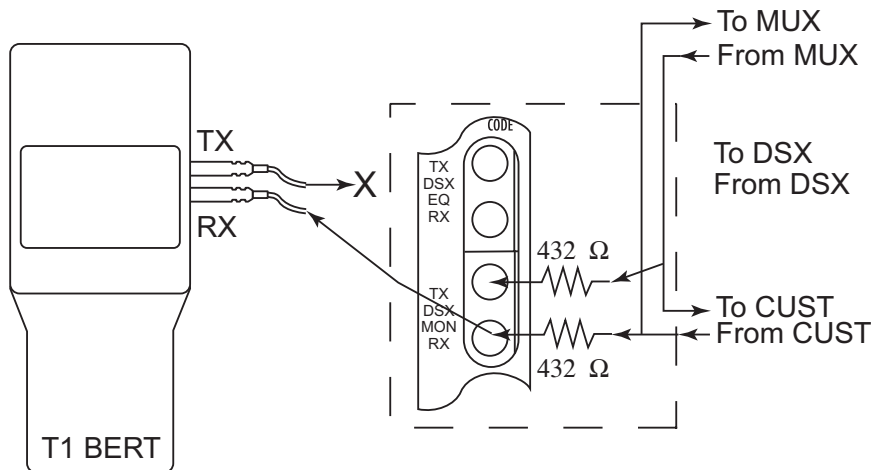 To MUX
From MUX
CODE
TX
DSX
EQ
RX
To DSX
From DSX
TX
X
RX
432 Ω
TX
DSX
MON
RX
To CUST
From CUST
432 Ω
T1 BERT